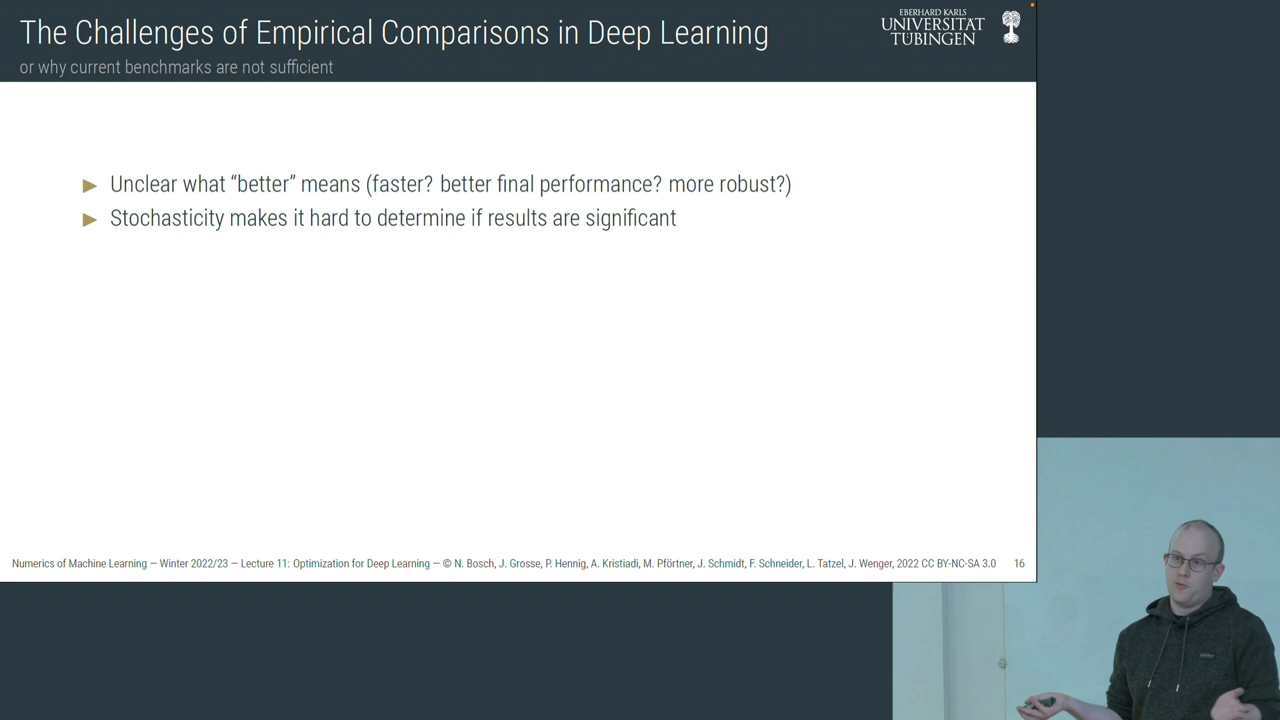 The Challenges of Empirical Comparisons in Deep Learning
or why current benchmarks are not sufficient
EBERHARD KARLS
UNIVERSITÄT
TÜBINGEN
► Unclear what “better” means (faster? better final performance? more robust?)
► Stochasticity makes it hard to determine if results are significant
Numerics of Machine Learning — Winter 2022/23 — Lecture 11: Optimization for Deep Learning — © N. Bosch, J. Grosse, P. Hennig, A. Kristiadi, M. Pförtner, J. Schmidt, F. Schneider, L. Tatzel, J. Wenger, 2022 CC BY-NC-SA 3.0 16